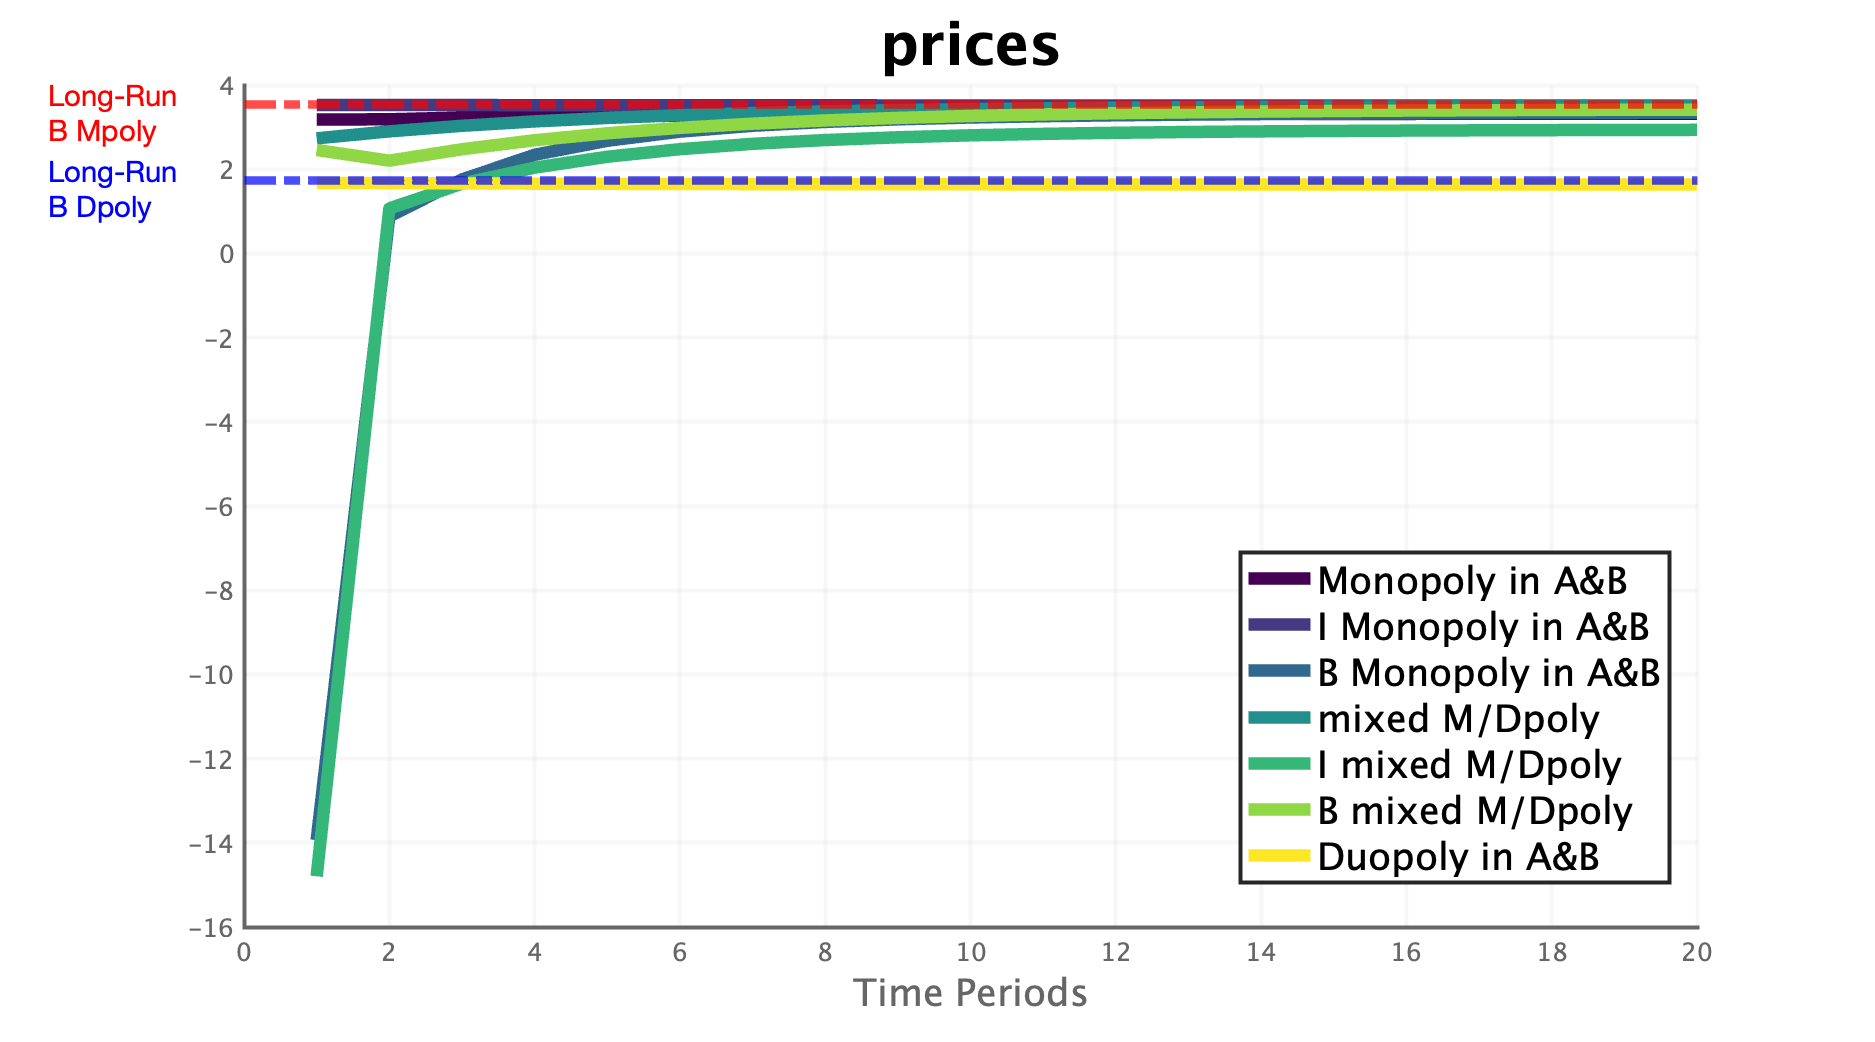 prices
Long-Run
B Mpoly
Long-Run
B Dpoly
4
2
0
−2
−4
−6
−8
−10
−12
−14
−16
0 2 4 6 8 10 12 14 16 18 20
Time Periods
Monopoly in A&B
I Monopoly in A&B
B Monopoly in A&B
mixed M/Dpoly
I mixed M/Dpoly
B mixed M/Dpoly
Duopoly in A&B